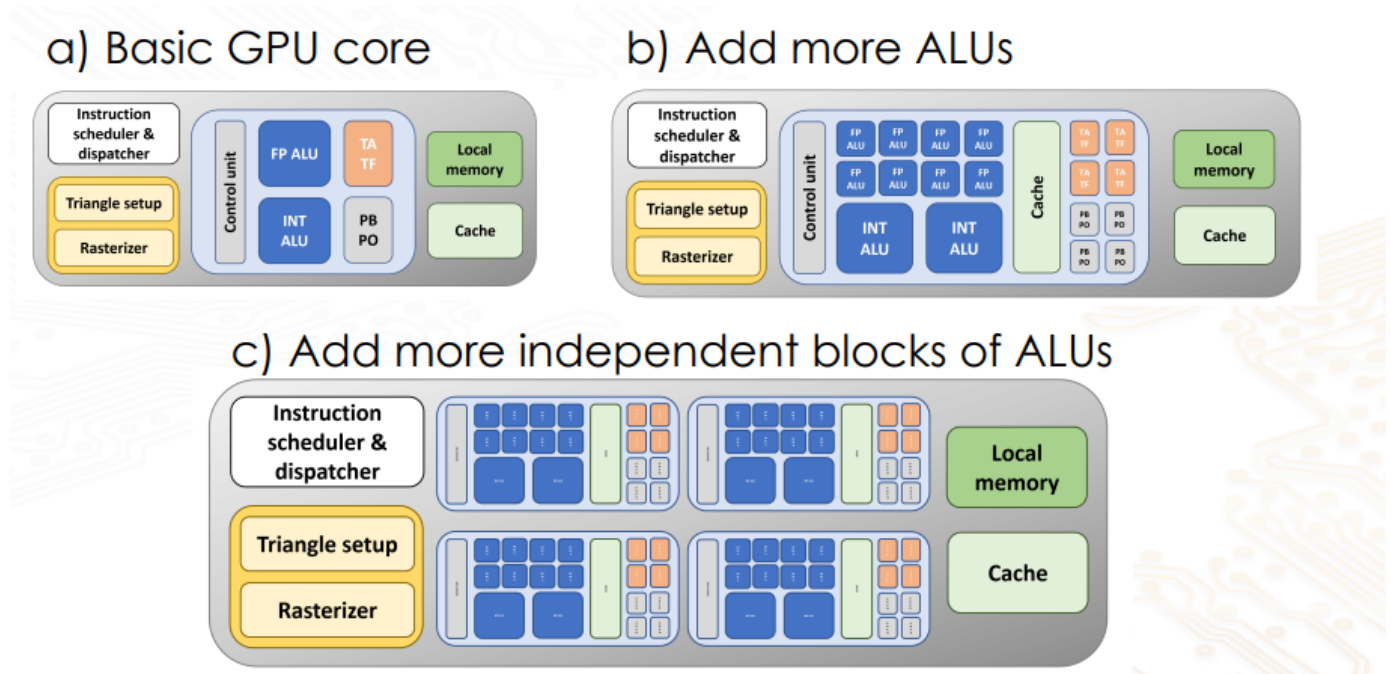 a) Basic GPU core
Instruction
scheduler &
dispatcher
Triangle setup
Rasterizer
Control unit
FP ALU
TA
TF
INT
ALU
PB
PO
Local
memory
Cache
b) Add more ALUs
Instruction
scheduler &
dispatcher
Triangle setup
Rasterizer
Control unit
FP
ALU
FP
ALU
FP
ALU
FP
ALU
FP
ALU
FP
ALU
FP
ALU
FP
ALU
INT
ALU
INT
ALU
Cache
TA
TF
TA
TF
TA
TF
TA
TF
PB
PO
PB
PO
PB
PO
PB
PO
Local
memory
Cache
c) Add more independent blocks of ALUs
Instruction
scheduler &
dispatcher
Triangle setup
Rasterizer
Local
memory
Cache